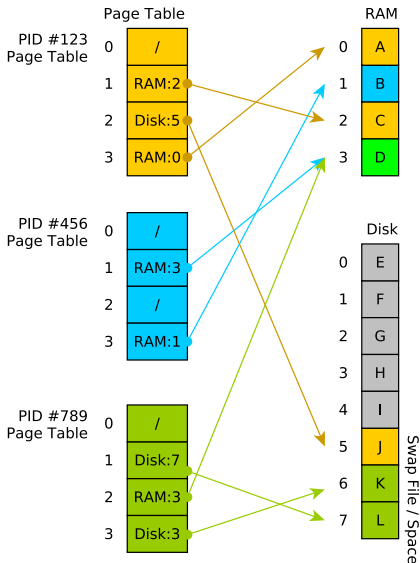 Page Table
PID #123
Page Table
0 /
1 RAM:2
2 Disk:5
3 RAM:0
PID #456
Page Table
0 /
1 RAM:3
2 /
3 RAM:1
PID #789
Page Table
0 /
1 Disk:7
2 RAM:3
3 Disk:3
RAM
0 A
1 B
2 C
3 D
Disk
0 E
1 F
2 G
3 H
4 I
5 J
6 K
7 L
Swap File / Space